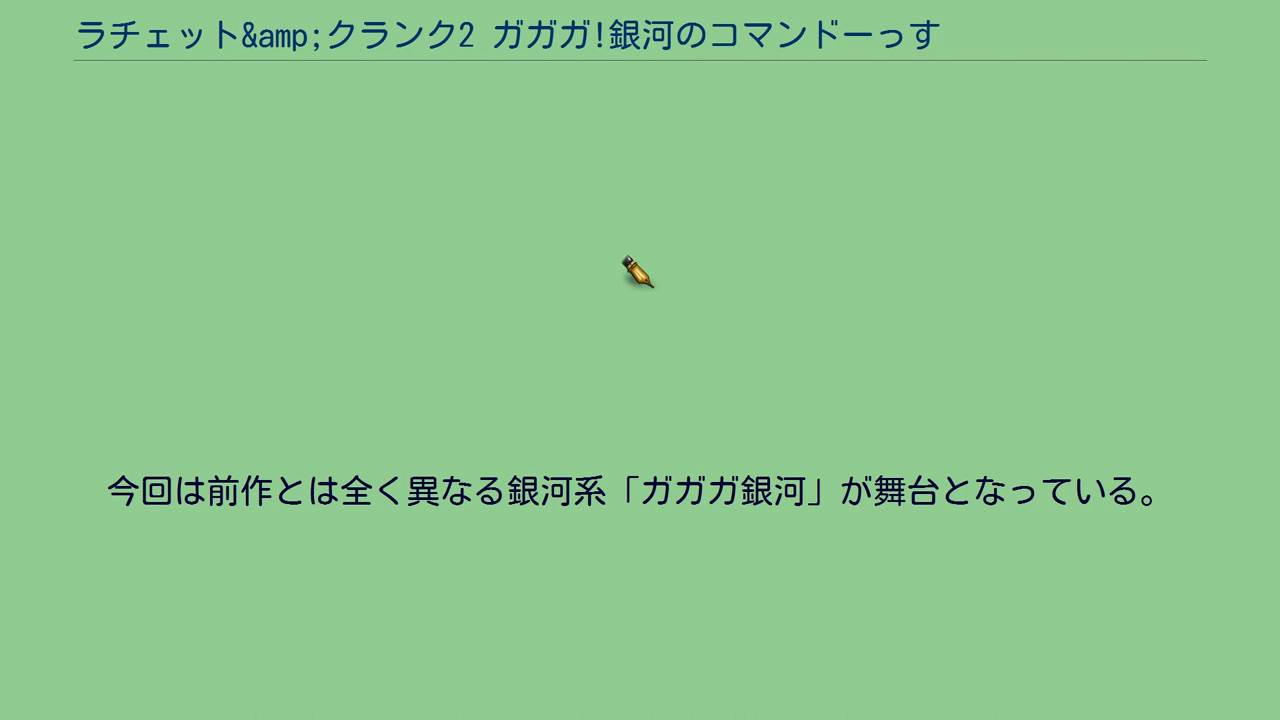 ラチェット&amp;クランク2 ガガガ!銀河のコマンドーっす
今回は前作とは全く異なる銀河系「ガガガ銀河」が舞台となっている。